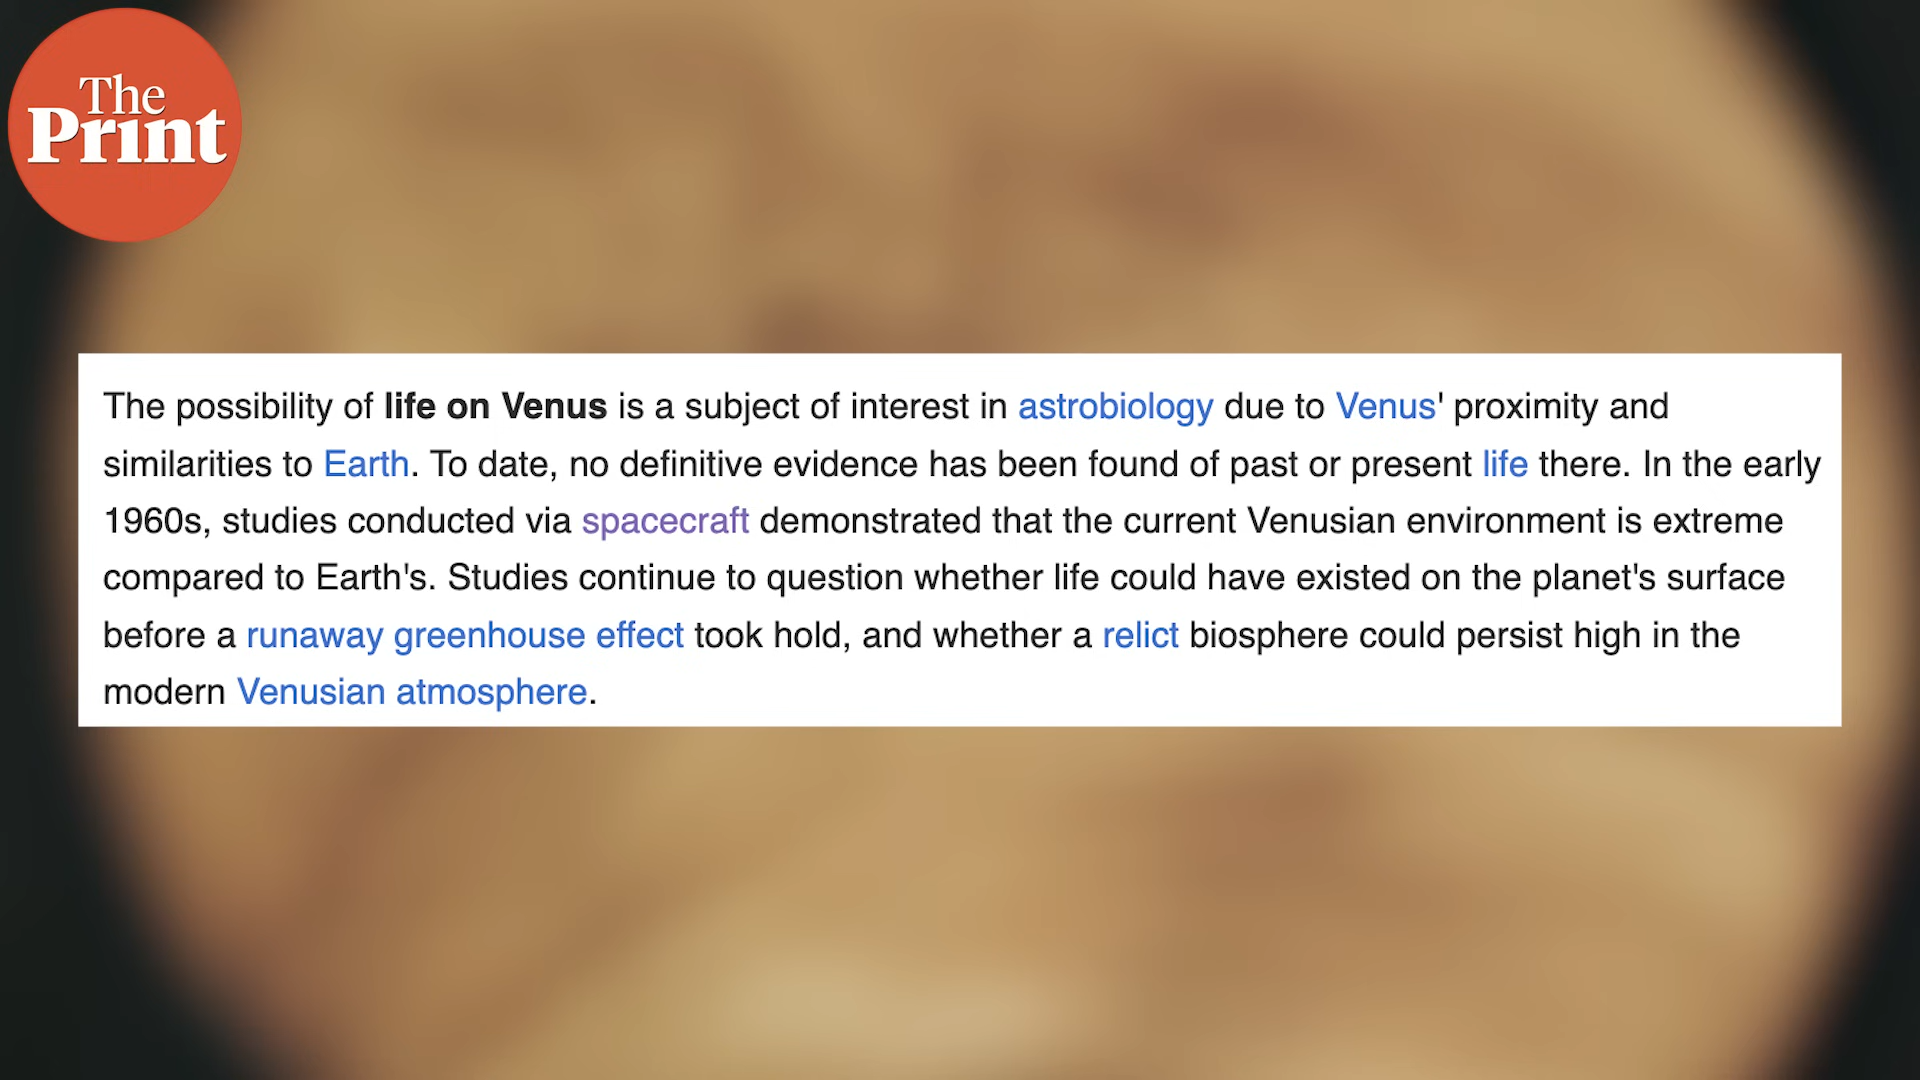 The
Print
The possibility of life on Venus is a subject of interest in astrobiology due to Venus' proximity and
similarities to Earth. To date, no definitive evidence has been found of past or present life there. In the early
1960s, studies conducted via spacecraft demonstrated that the current Venusian environment is extreme
compared to Earth's. Studies continue to question whether life could have existed on the planet's surface
before a runaway greenhouse effect took hold, and whether a relict biosphere could persist high in the
modern Venusian atmosphere.